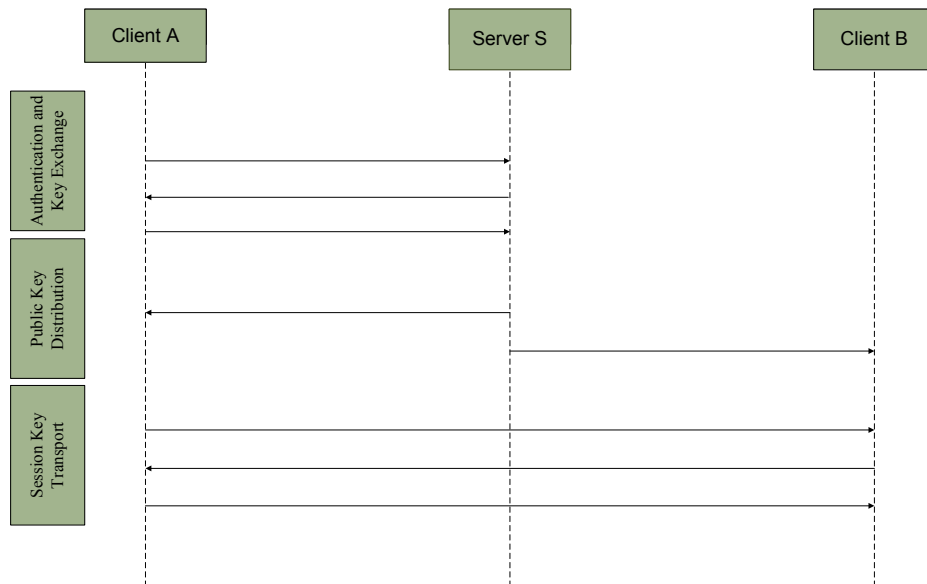 Client A
Server S
Client B
Authentication and
Key Exchange
Public Key
Distribution
Session Key
Transport